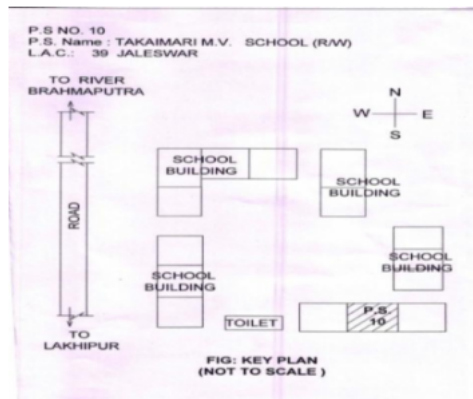 P.S NO. 10
P.S. Name : TAKAIMARI M.V. SCHOOL (R/W)
L.A.C.: 39 JALESWAR
TO RIVER
BRAHMAPUTRA
N
W E
S
SCHOOL
BUILDING
SCHOOL
BUILDING
ROAD
SCHOOL
BUILDING
SCHOOL
BUILDING
P.S.
10
TOILET
TO
LAKHIPUR
FIG: KEY PLAN
(NOT TO SCALE )